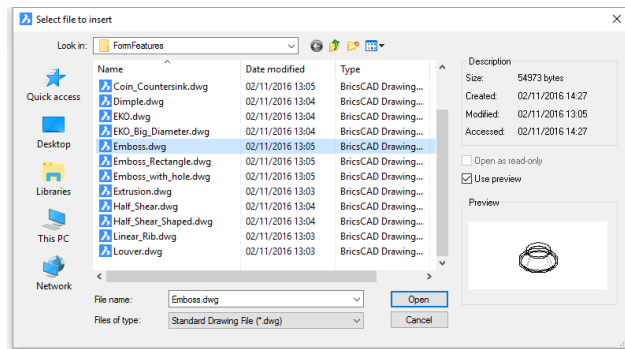 Select file to insert
Look in: FormFeatures
Name Date modified Type
Coin_Countersink.dwg 02/11/2016 13:05 BricsCAD Drawing...
Dimple.dwg 02/11/2016 13:04 BricsCAD Drawing...
EKO.dwg 02/11/2016 13:04 BricsCAD Drawing...
EKO_Big_Diameter.dwg 02/11/2016 13:04 BricsCAD Drawing...
Emboss.dwg 02/11/2016 13:05 BricsCAD Drawing...
Emboss_Rectangle.dwg 02/11/2016 13:05 BricsCAD Drawing...
Emboss_with_hole.dwg 02/11/2016 13:05 BricsCAD Drawing...
Extrusion.dwg 02/11/2016 13:03 BricsCAD Drawing...
Half_Shear.dwg 02/11/2016 13:04 BricsCAD Drawing...
Half_Shear_Shaped.dwg 02/11/2016 13:04 BricsCAD Drawing...
Linear_Rib.dwg 02/11/2016 13:03 BricsCAD Drawing...
Louver.dwg 02/11/2016 13:03 BricsCAD Drawing...
Quick access
Desktop
Libraries
This PC
Network
File name: Emboss.dwg Open
Files of type: Standard Drawing File (*.dwg) Cancel
Description
Size: 54973 bytes
Created: 02/11/2016 14:27
Modified: 02/11/2016 13:05
Accessed: 02/11/2016 14:27
Open as read-only
Use preview
Preview